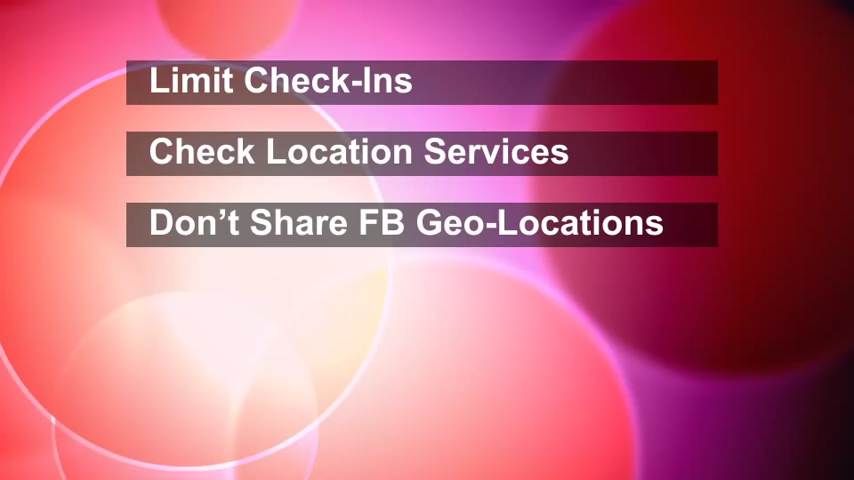 Limit Check-Ins
Check Location Services
Don’t Share FB Geo-Locations